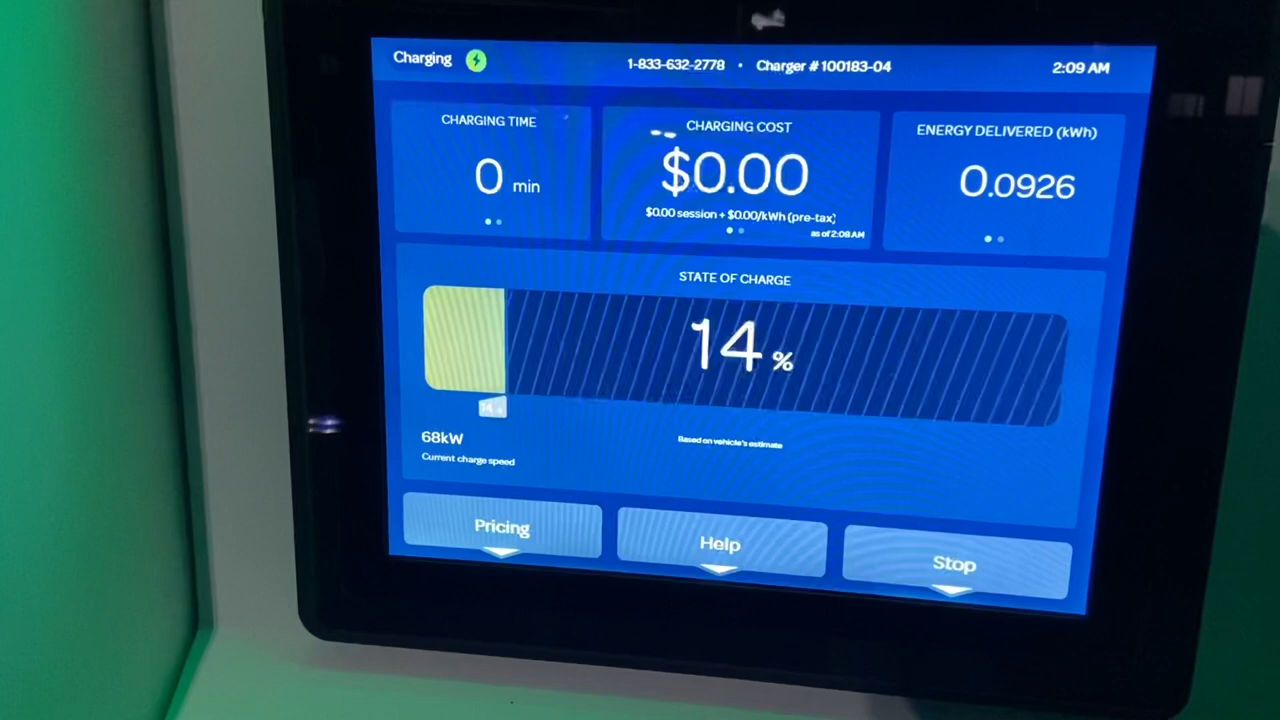 Charging
1-833-632-2778 • Charger # 100183-04
2:09 AM
CHARGING TIME
0 min
CHARGING COST
$0.00
$0.00 session + $0.00/kWh (pre-tax)
as of 2:08 AM
ENERGY DELIVERED (kWh)
0.0926
STATE OF CHARGE
14 %
68kW
Current charge speed
Based on vehicle's estimate
Pricing
Help
Stop